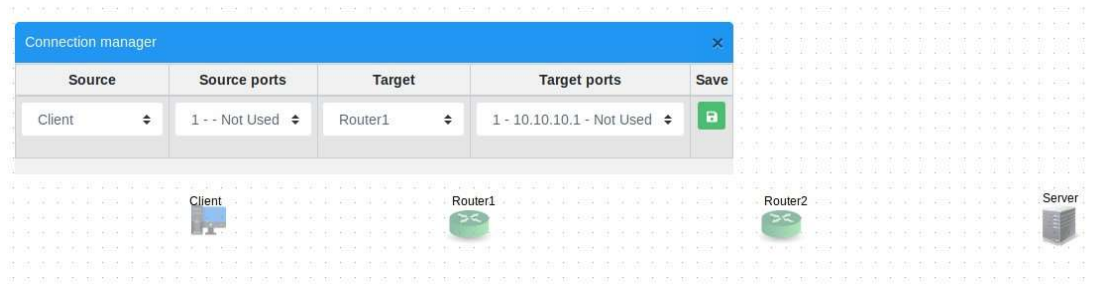 Connection manager ×
Source Source ports Target Target ports Save
Client 1 - - Not Used Router1 1 - 10.10.10.1 - Not Used
Client Router1 Router2 Server